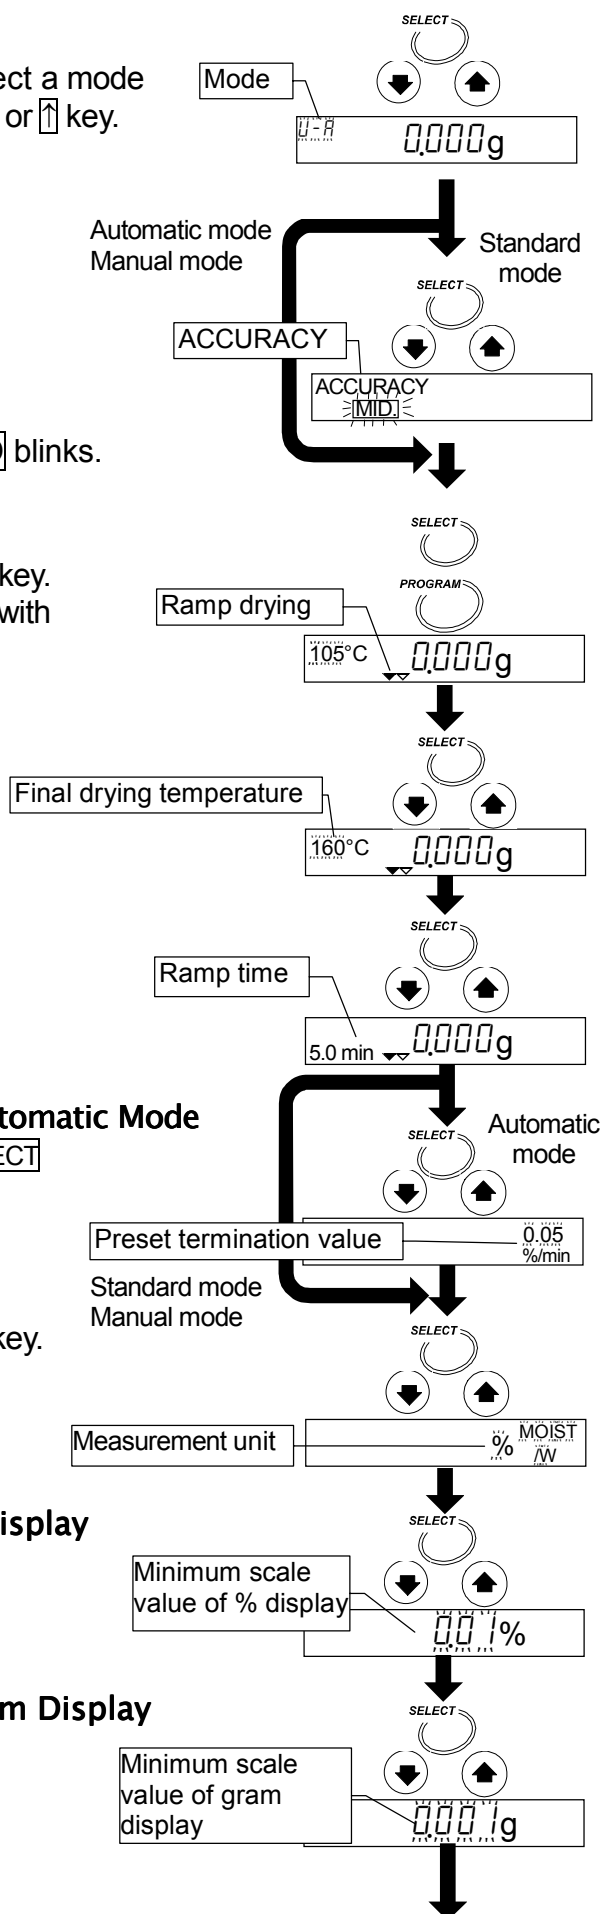 SELECT
ect a mode
or ↑ key.
Mode
U-A 0.000g
Automatic mode
Manual mode
Standard
mode
SELECT
ACCURACY
ACCURACY
MID.
blinks.
SELECT
key.
with
PROGRAM
Ramp drying
105°C 0.000g
SELECT
Final drying temperature
160°C 0.000g
SELECT
Ramp time
5.0 min 0.000g
tomatic Mode
ECT
Automatic
mode
SELECT
Preset termination value
0.05
%/min
Standard mode
Manual mode
key.
SELECT
Measurement unit
% MOIST
/W
isplay
SELECT
Minimum scale
value of % display
0.01%
m Display
SELECT
Minimum scale
value of gram
display
0.001g